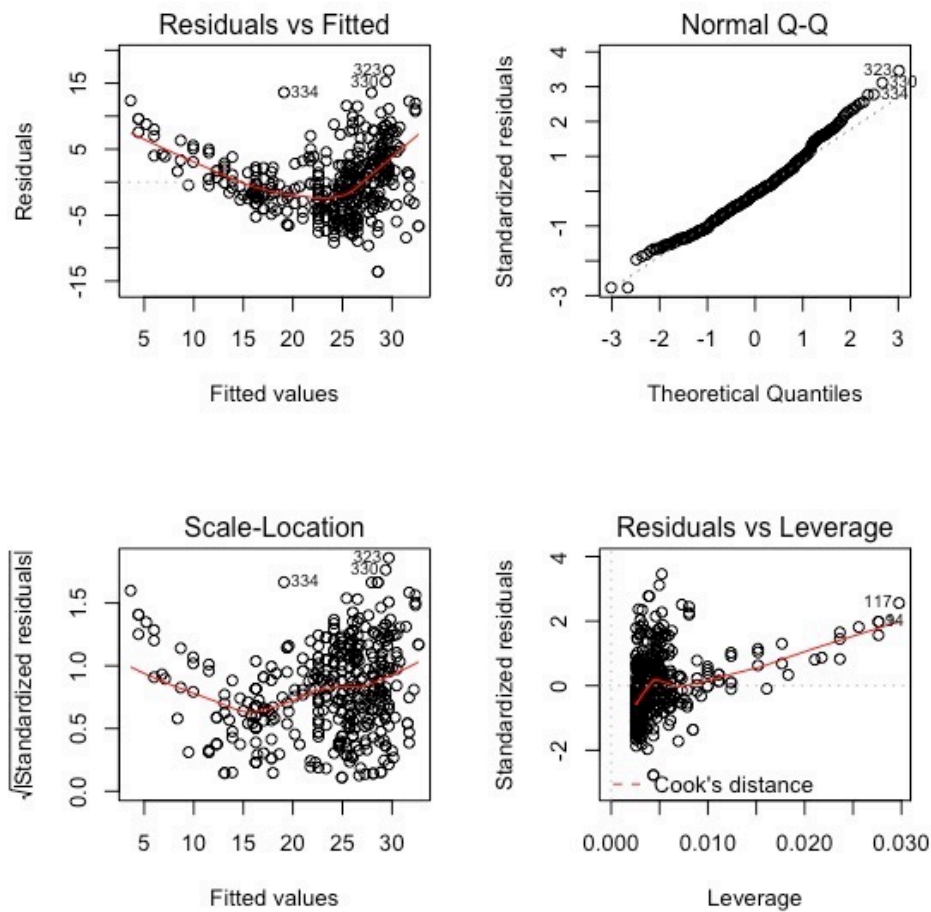 Residuals vs Fitted
Residuals
15
5
-5
-15
323
330
334
5 10 15 20 25 30
Fitted values
Normal Q-Q
Standardized residuals
4
3
1
-1
-3
323
330
334
-3 -2 -1 0 1 2 3
Theoretical Quantiles
Scale-Location
√|Standardized residuals|
1.5
1.0
0.5
0.0
323
330
334
5 10 15 20 25 30
Fitted values
Residuals vs Leverage
Standardized residuals
4
2
0
-2
117
94
Cook's distance
0.000 0.010 0.020 0.030
Leverage